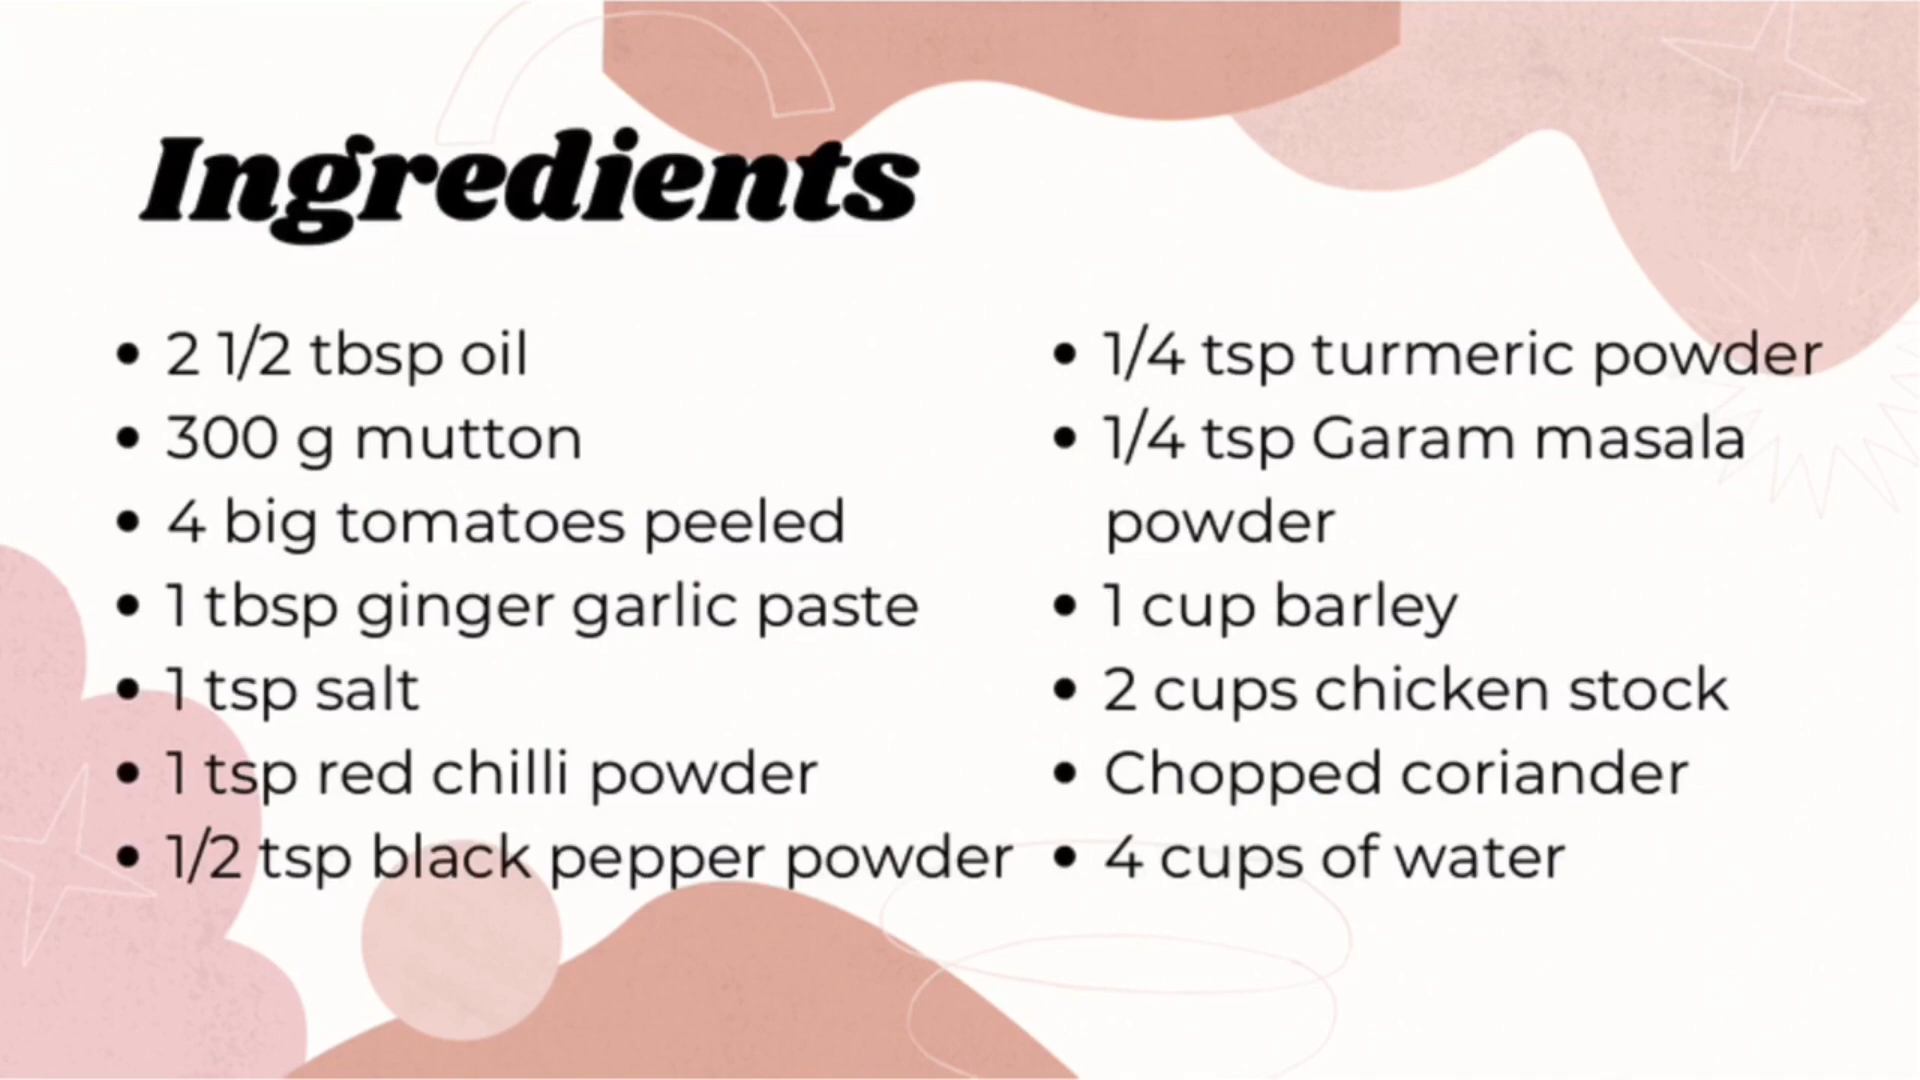 Ingredients
• 2 1/2 tbsp oil
• 300 g mutton
• 4 big tomatoes peeled
• 1 tbsp ginger garlic paste
• 1 tsp salt
• 1 tsp red chilli powder
• 1/2 tsp black pepper powder
• 1/4 tsp turmeric powder
• 1/4 tsp Garam masala
powder
• 1 cup barley
• 2 cups chicken stock
• Chopped coriander
• 4 cups of water